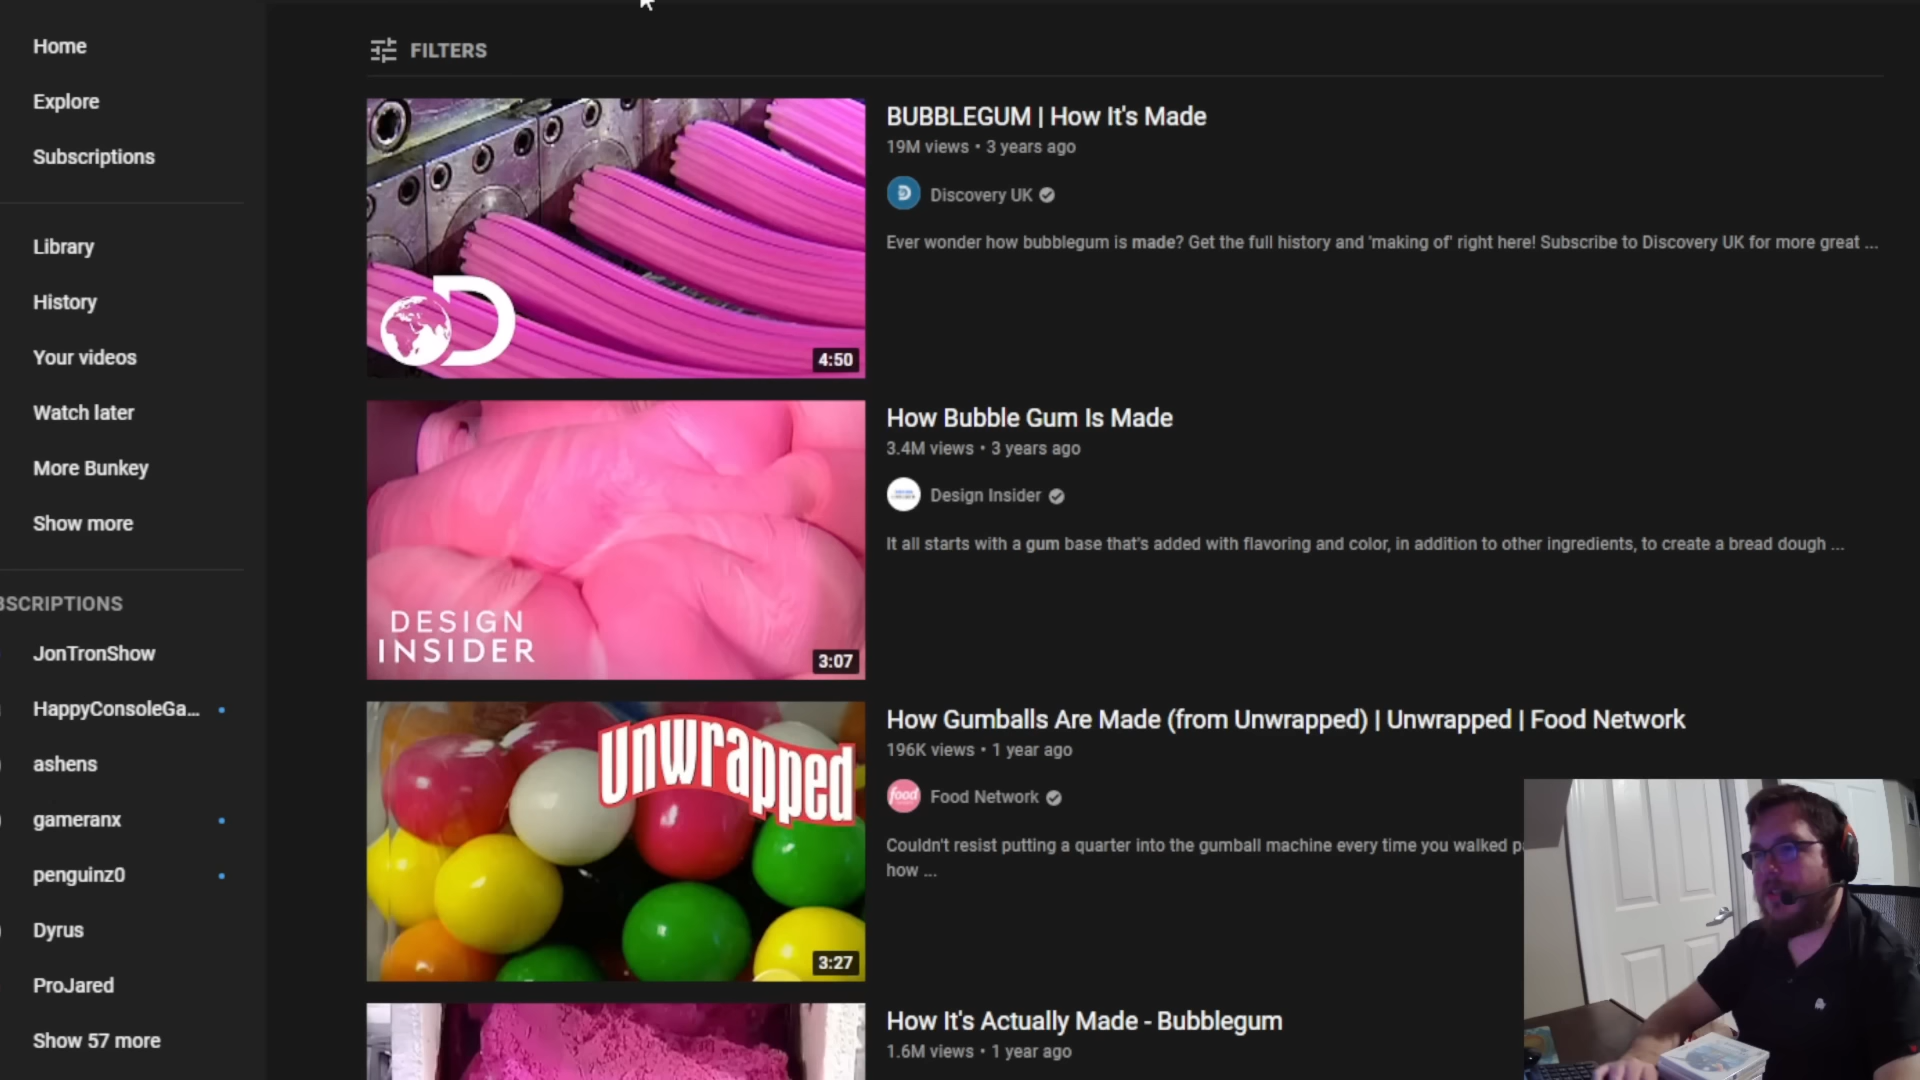 Home
Explore
Subscriptions
Library
History
Your videos
Watch later
More Bunkey
Show more
BSCRIPTIONS
JonTronShow
HappyConsoleGa...
ashens
gameranx
penguinz0
Dyrus
ProJared
Show 57 more
FILTERS
4:50
BUBBLEGUM | How It's Made
19M views • 3 years ago
Discovery UK
Ever wonder how bubblegum is made? Get the full history and 'making of' right here! Subscribe to Discovery UK for more great ...
DESIGN
INSIDER
3:07
How Bubble Gum Is Made
3.4M views • 3 years ago
Design Insider
It all starts with a gum base that's added with flavoring and color, in addition to other ingredients, to create a bread dough ...
Unwrapped
3:27
How Gumballs Are Made (from Unwrapped) | Unwrapped | Food Network
196K views • 1 year ago
food
Food Network
Couldn't resist putting a quarter into the gumball machine every time you walked
how ...
How It's Actually Made - Bubblegum
1.6M views • 1 year ago